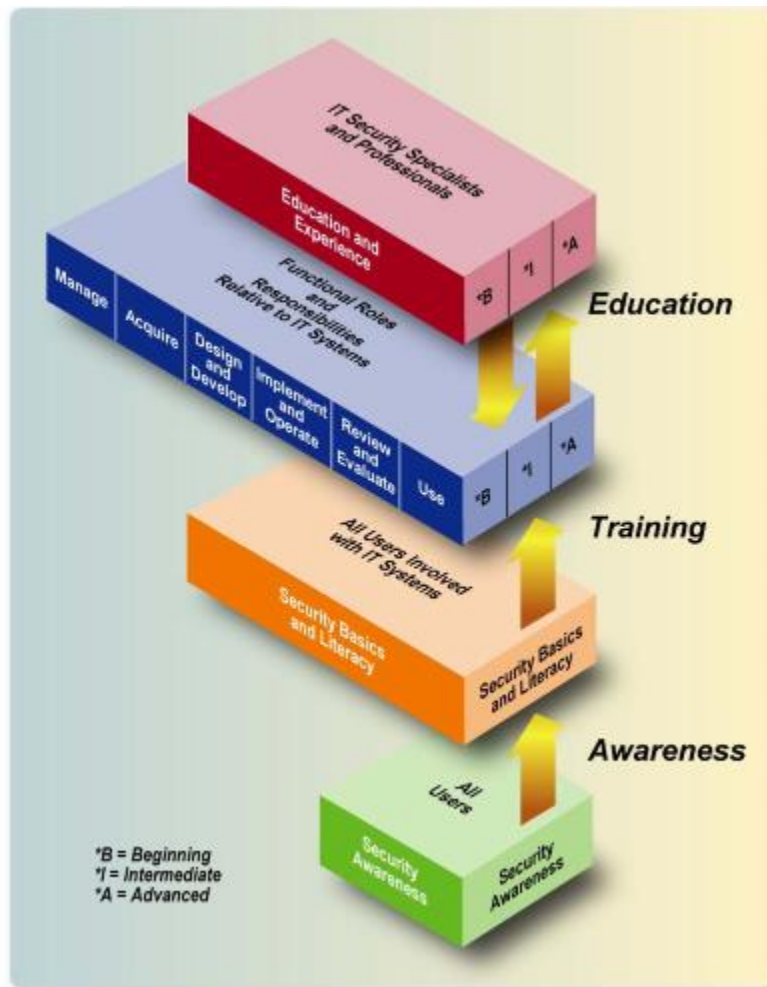 IT Security Specialists
and Professionals
Education and
Experience
*B
*I
*A
Education
Functional Roles
and
Responsibilities
Relative to IT Systems
Manage
Acquire
Design
and
Develop
Implement
and
Operate
Review
and
Evaluate
Use
*B
*I
*A
Training
All Users Involved
with IT Systems
Security Basics
and Literacy
Security Basics
and Literacy
Awareness
All
Users
Security
Awareness
Security
Awareness
*B = Beginning
*I = Intermediate
*A = Advanced